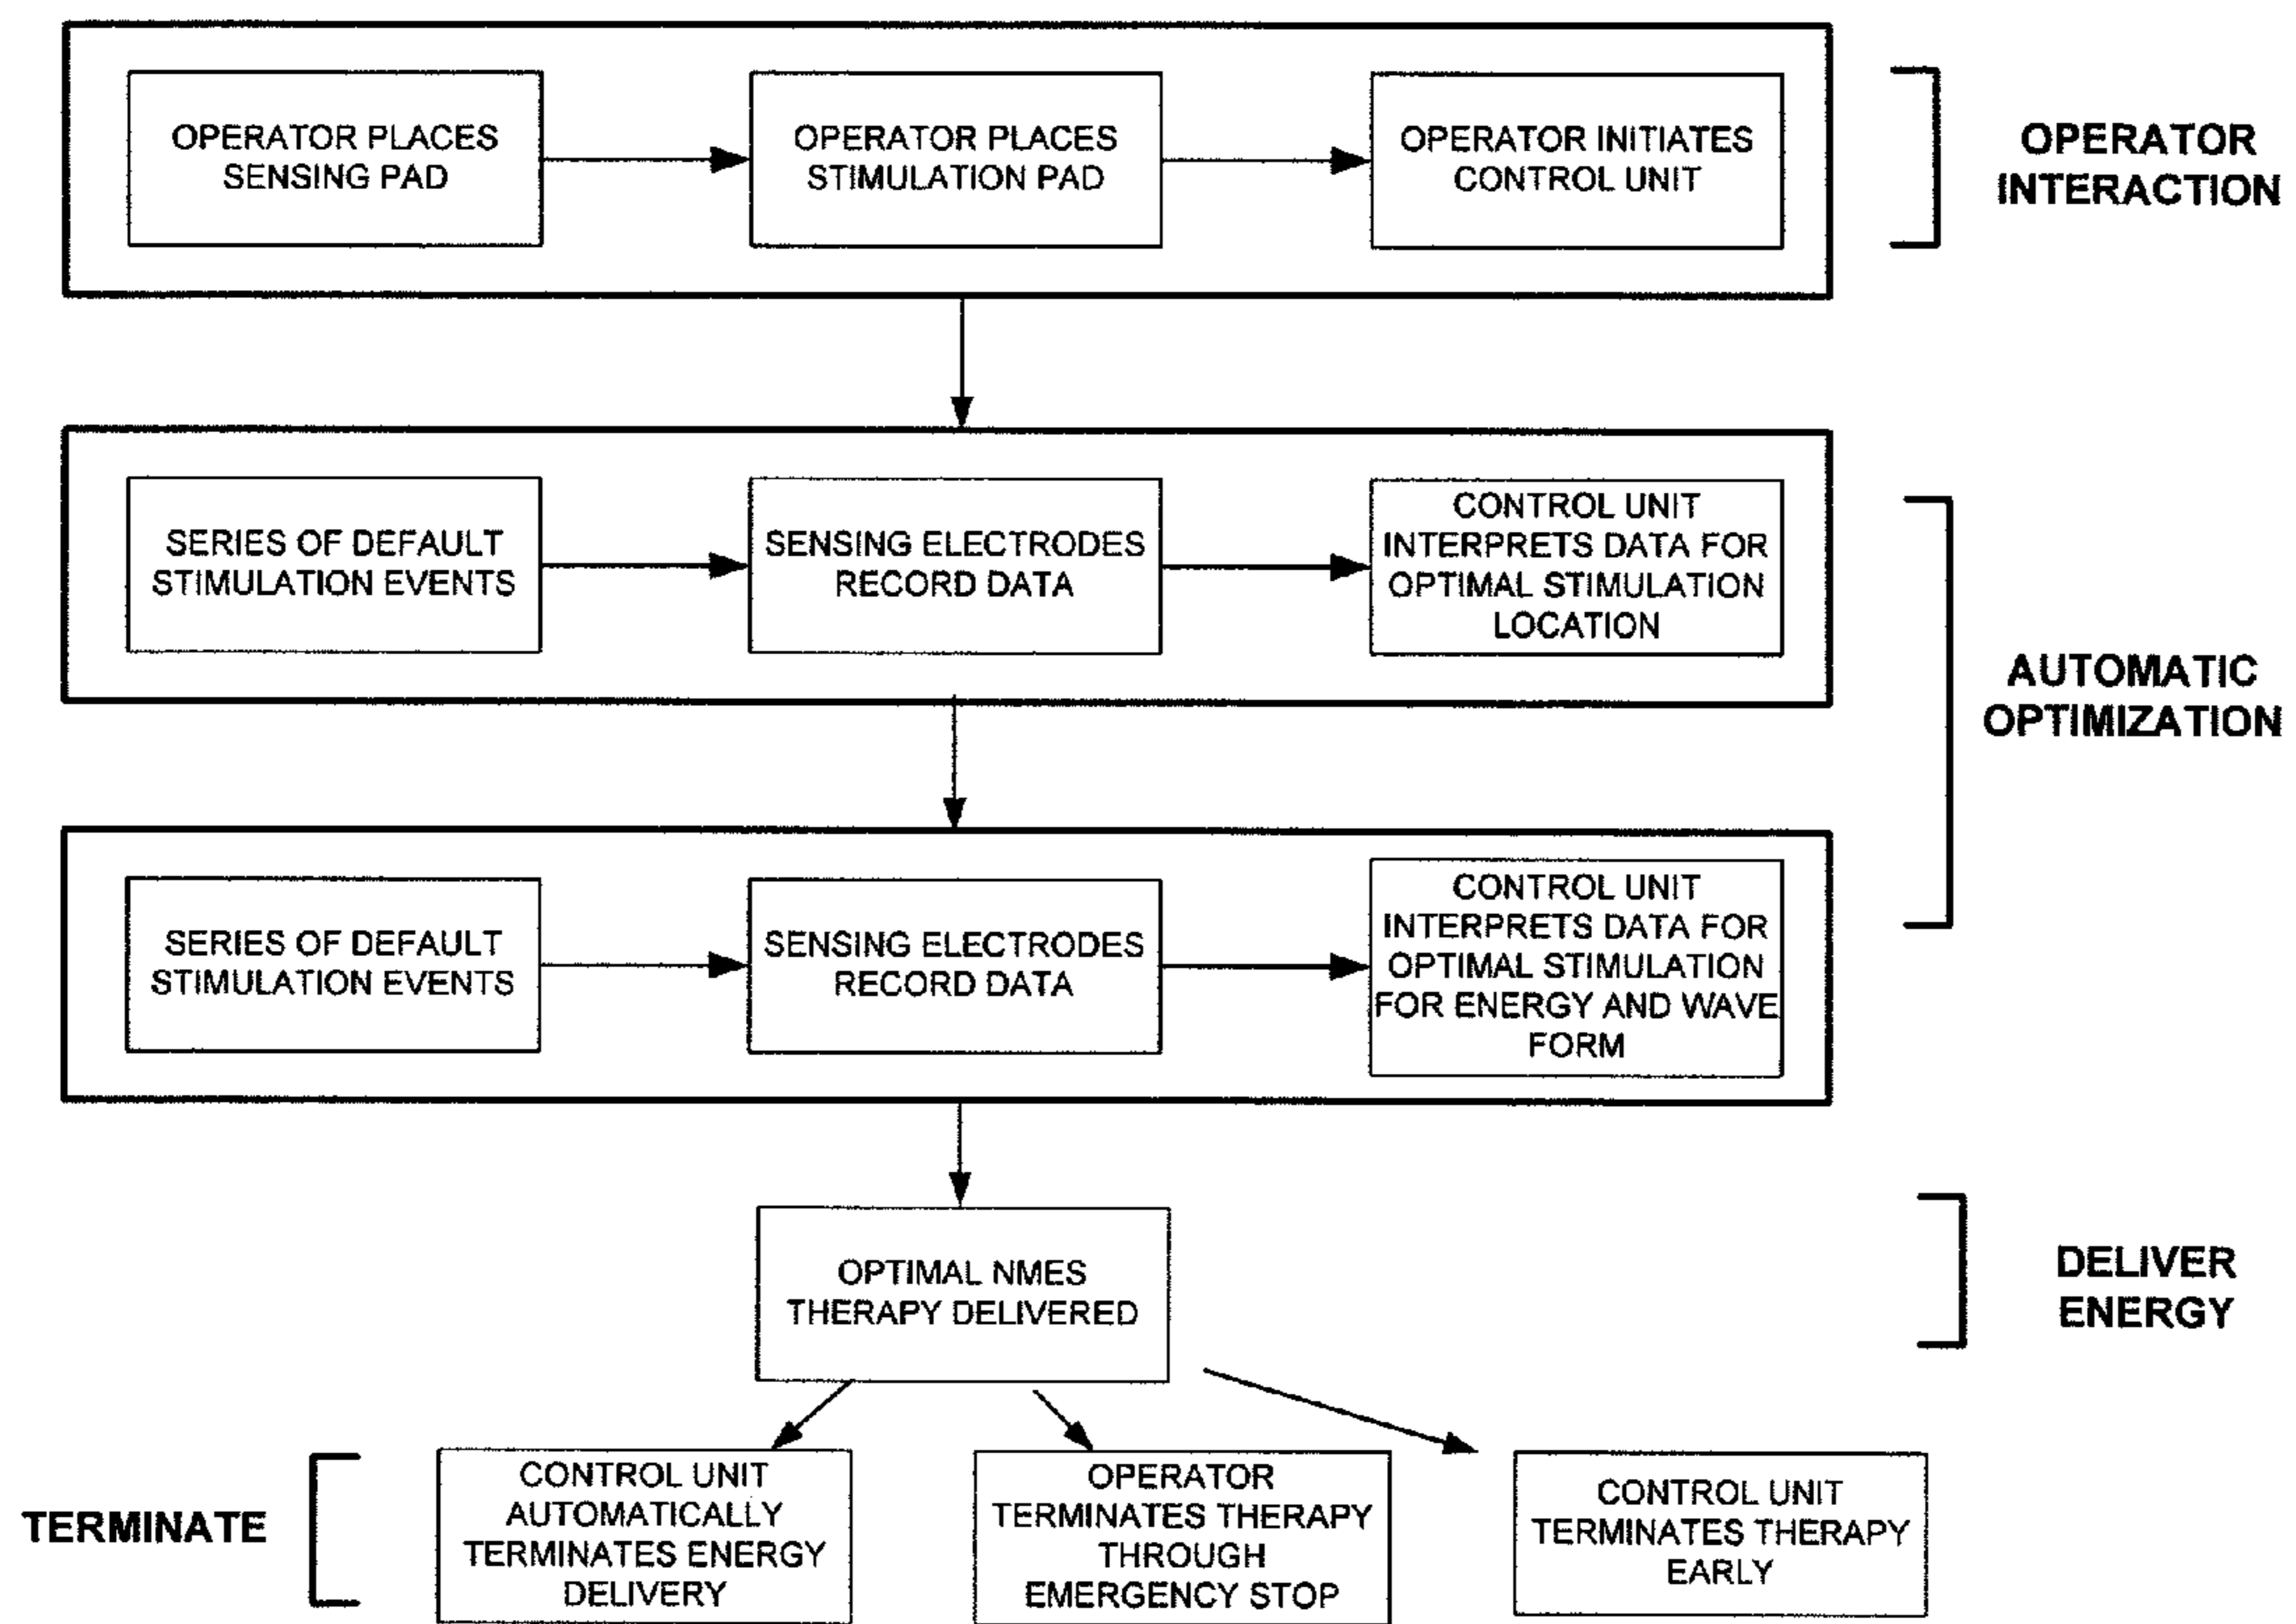 OPERATOR PLACES
SENSING PAD
OPERATOR PLACES
STIMULATION PAD
OPERATOR INITIATES
CONTROL UNIT
OPERATOR
INTERACTION
SERIES OF DEFAULT
STIMULATION EVENTS
SENSING ELECTRODES
RECORD DATA
CONTROL UNIT
INTERPRETS DATA FOR
OPTIMAL STIMULATION
LOCATION
AUTOMATIC
OPTIMIZATION
SERIES OF DEFAULT
STIMULATION EVENTS
SENSING ELECTRODES
RECORD DATA
CONTROL UNIT
INTERPRETS DATA FOR
OPTIMAL STIMULATION
FOR ENERGY AND WAVE
FORM
OPTIMAL NMES
THERAPY DELIVERED
DELIVER
ENERGY
TERMINATE
CONTROL UNIT
AUTOMATICALLY
TERMINATES ENERGY
DELIVERY
OPERATOR
TERMINATES THERAPY
THROUGH
EMERGENCY STOP
CONTROL UNIT
TERMINATES THERAPY
EARLY